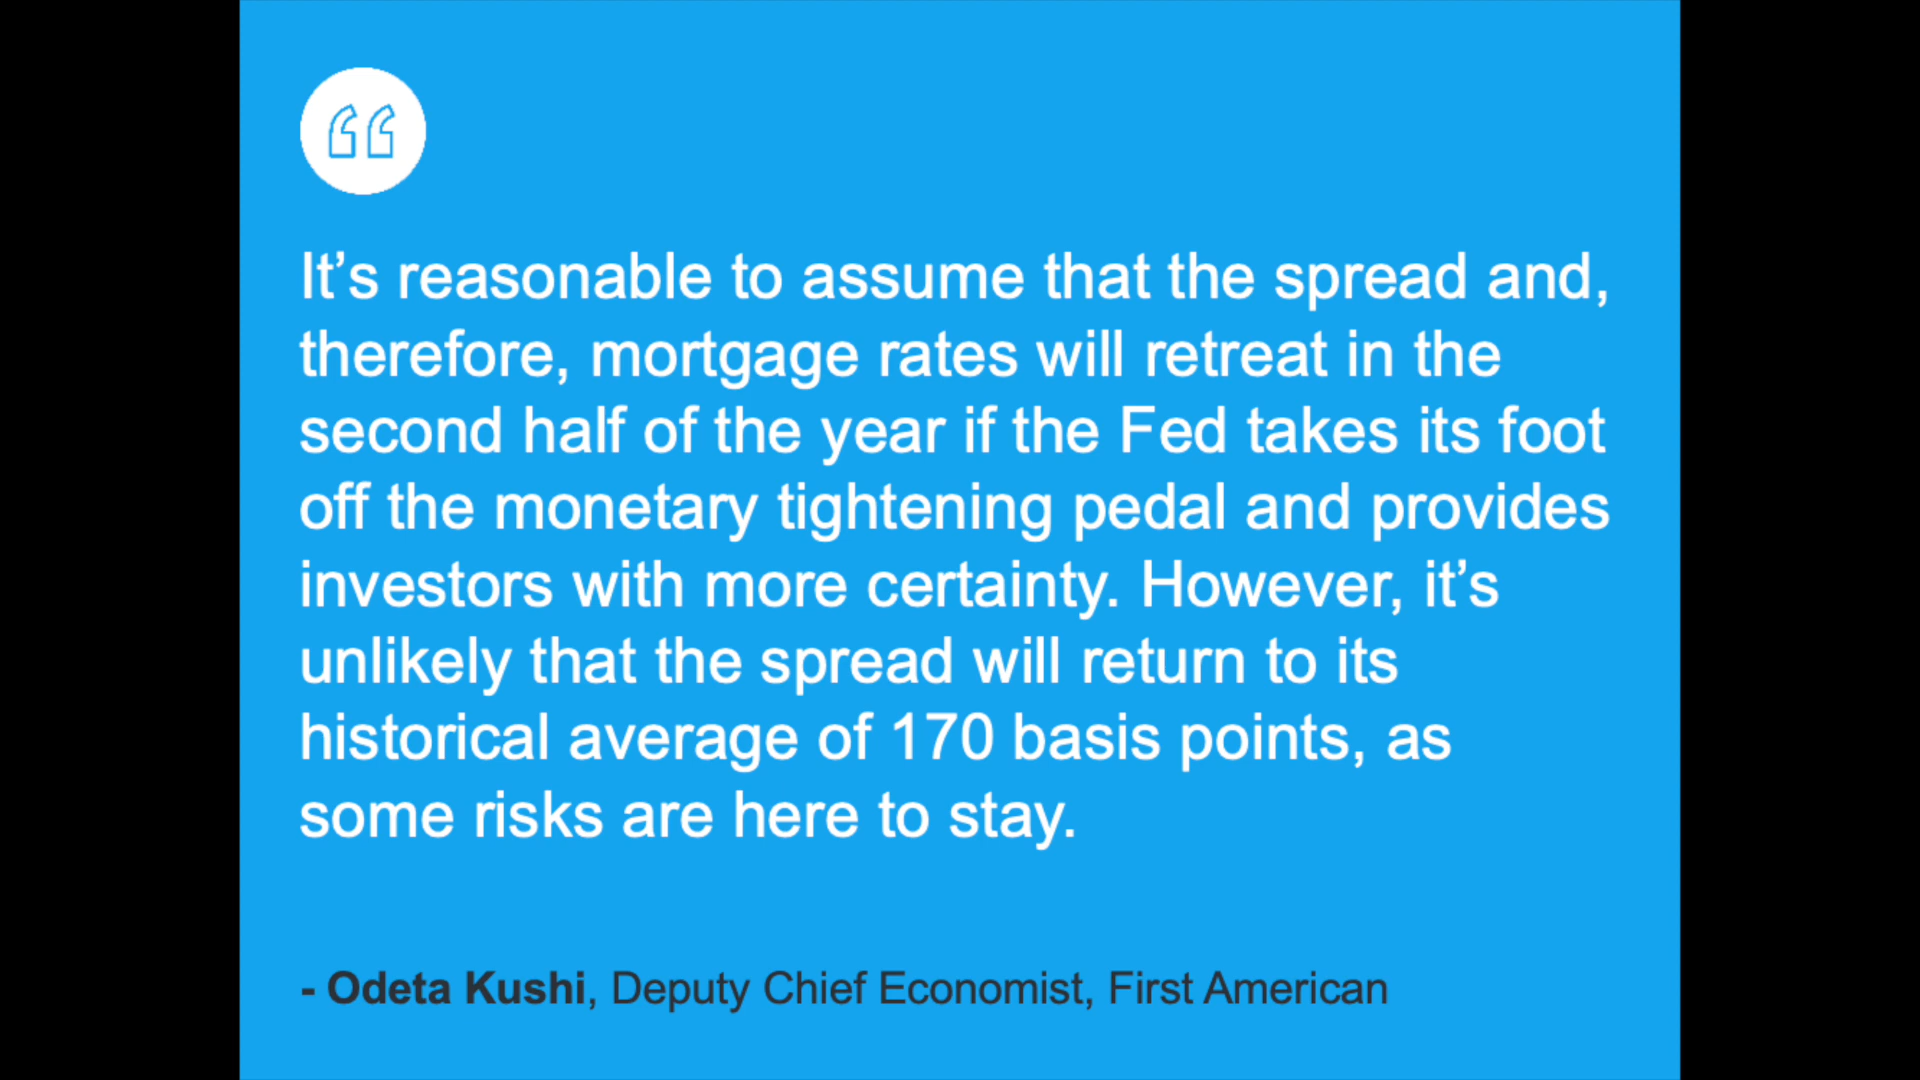 “
It’s reasonable to assume that the spread and,
therefore, mortgage rates will retreat in the
second half of the year if the Fed takes its foot
off the monetary tightening pedal and provides
investors with more certainty. However, it’s
unlikely that the spread will return to its
historical average of 170 basis points, as
some risks are here to stay.
- Odeta Kushi, Deputy Chief Economist, First American